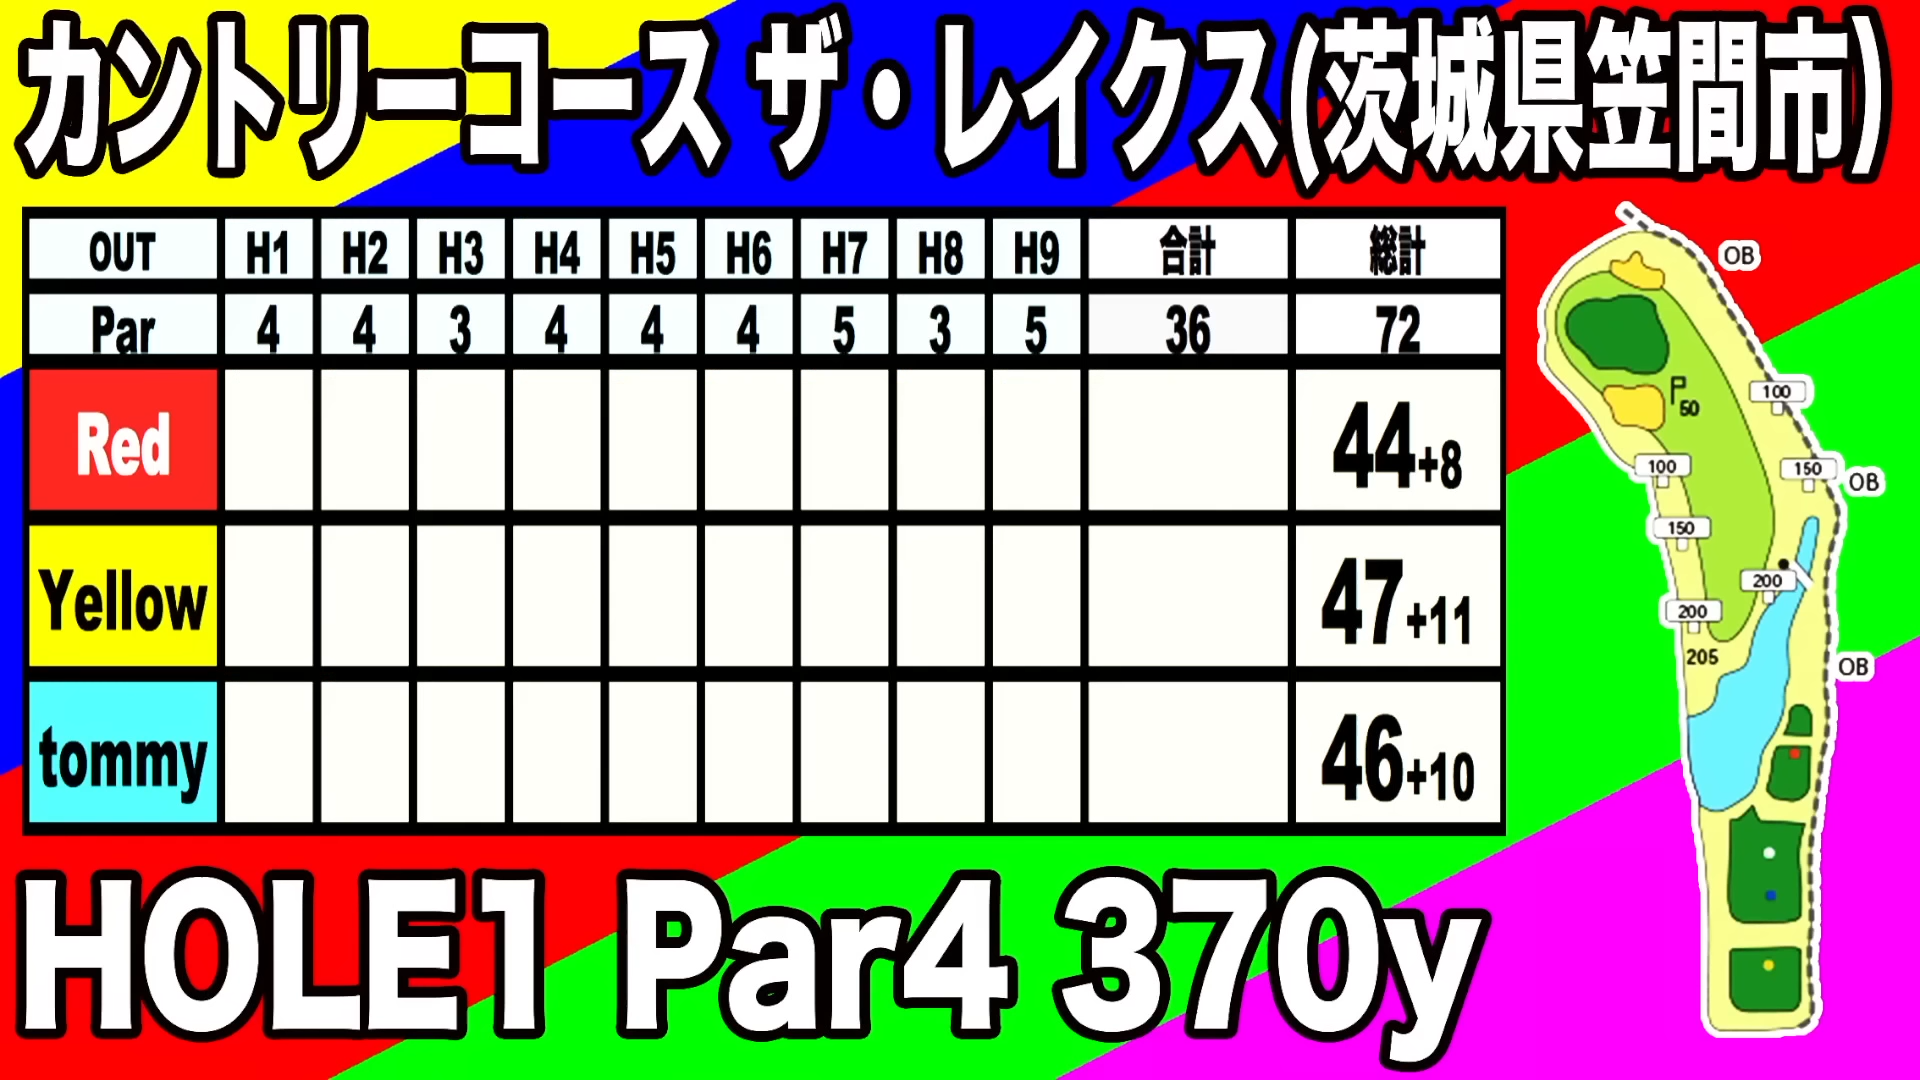 カントリーコース ザ・レイクス(茨城県笠間市)
OUT H1 H2 H3 H4 H5 H6 H7 H8 H9 合計 総計
Par 4 4 3 4 4 4 5 3 5 36 72
Red 44+8
Yellow 47+11
tommy 46+10
HOLE1 Par4 370y
OB
P50
100
100
150
OB
150
200
200
205
OB